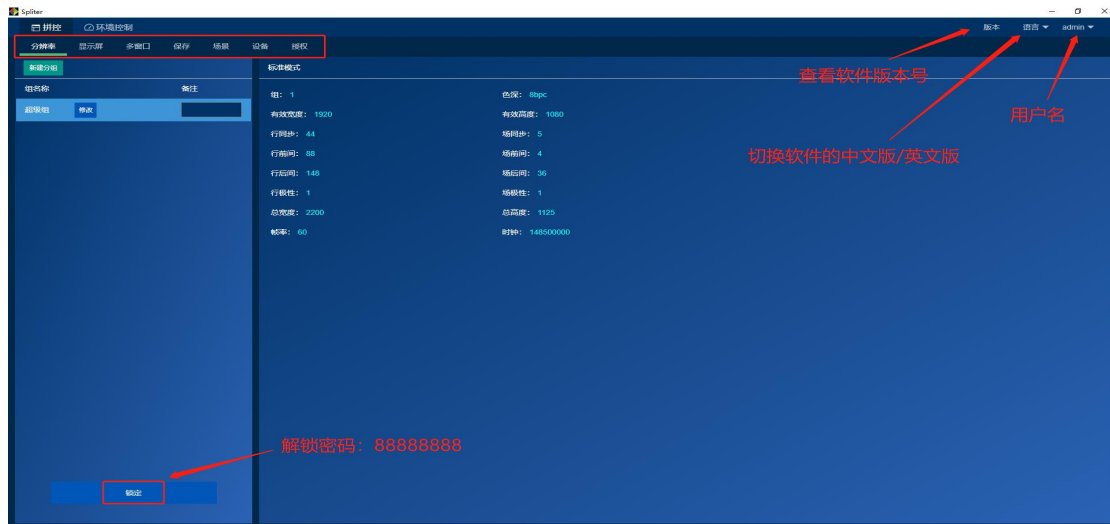 Spliter
拼控 环境控制 版本 语言 admin
分辨率 显示屏 多窗口 保存 场景 设备 授权
新建分组 标准模式
查看软件版本号
组名称 备注
组: 1 色深: 8bpc
超级组 修改
有效宽度: 1920 有效高度: 1080
用户名
行同步: 44 场同步: 5
行前间: 88 场前间: 4
切换软件的中文版/英文版
行后间: 148 场后间: 36
行极性: 1 场极性: 1
总宽度: 2200 总高度: 1125
帧率: 60 时钟: 148500000
解锁密码：88888888
锁定